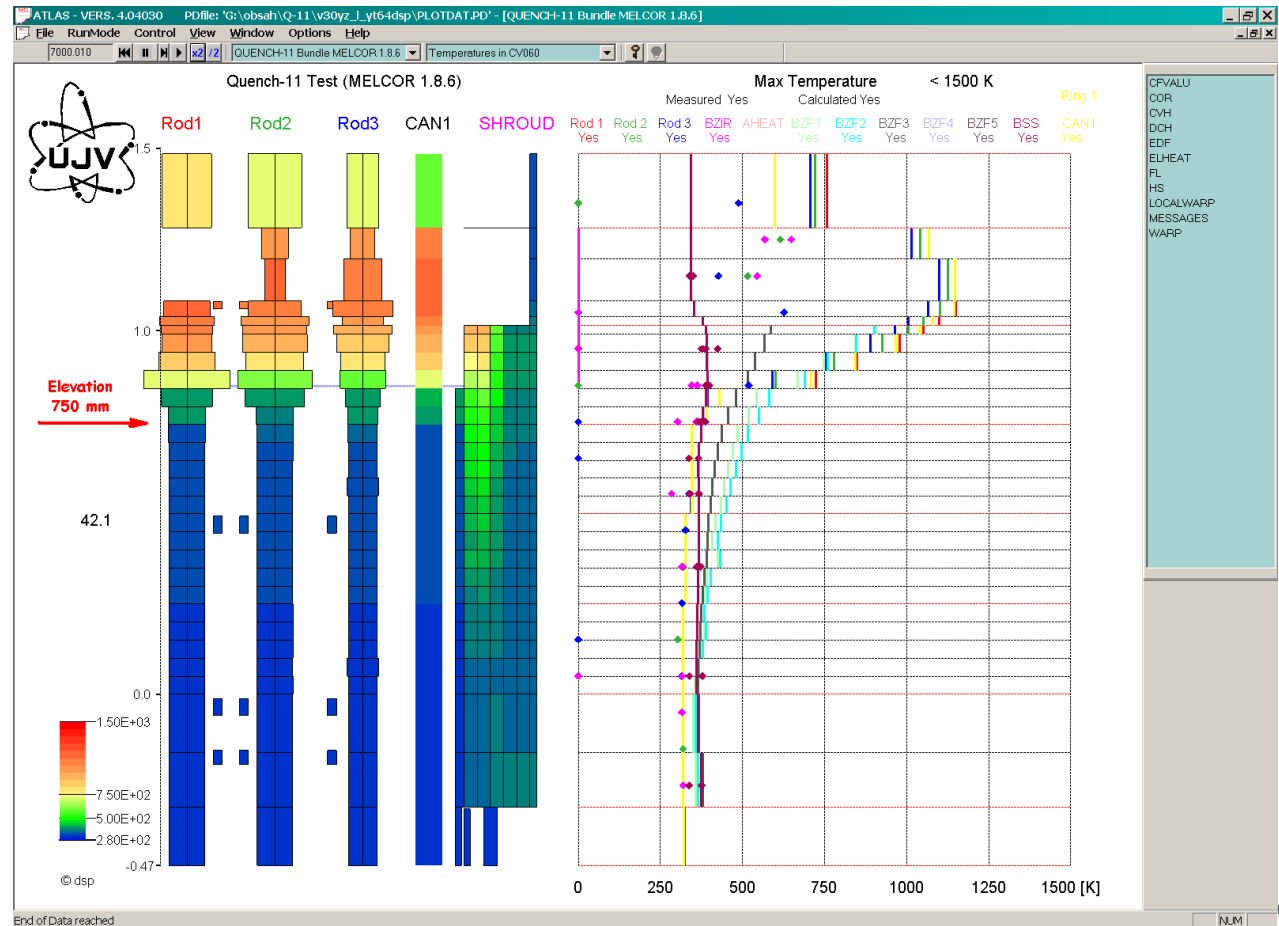 ATLAS - VERS. 4.04030 PDfile: 'G:\obsah\Q-11\v30yz_l_yt64dsp\PLOTDAT.PD' - [QUENCH-11 Bundle MELCOR 1.8.6]
File RunMode Control View Window Options Help
7000.010 x2 /2 QUENCH-11 Bundle MELCOR 1.8.6 Temperatures in CV060
Quench-11 Test (MELCOR 1.8.6)
Max Temperature < 1500 K
Measured Yes Calculated Yes
Ring 1
Rod1 Rod2 Rod3 CAN1 SHROUD
Rod 1 Rod 2 Rod 3 BZIR AHEAT BZF1 BZF2 BZF3 BZF4 BZF5 BSS CAN1
Yes Yes Yes Yes Yes Yes Yes Yes Yes Yes Yes
UJV
1.5
1.0
Elevation
750 mm
42.1
0.0
1.50E+03
7.50E+02
5.00E+02
2.80E+02
-0.47
© dsp
0 250 500 750 1000 1250 1500 [K]
CFVALU
COR
CVH
DCH
EDF
ELHEAT
FL
HS
LOCALWARP
MESSAGES
WARP
End of Data reached
NUM